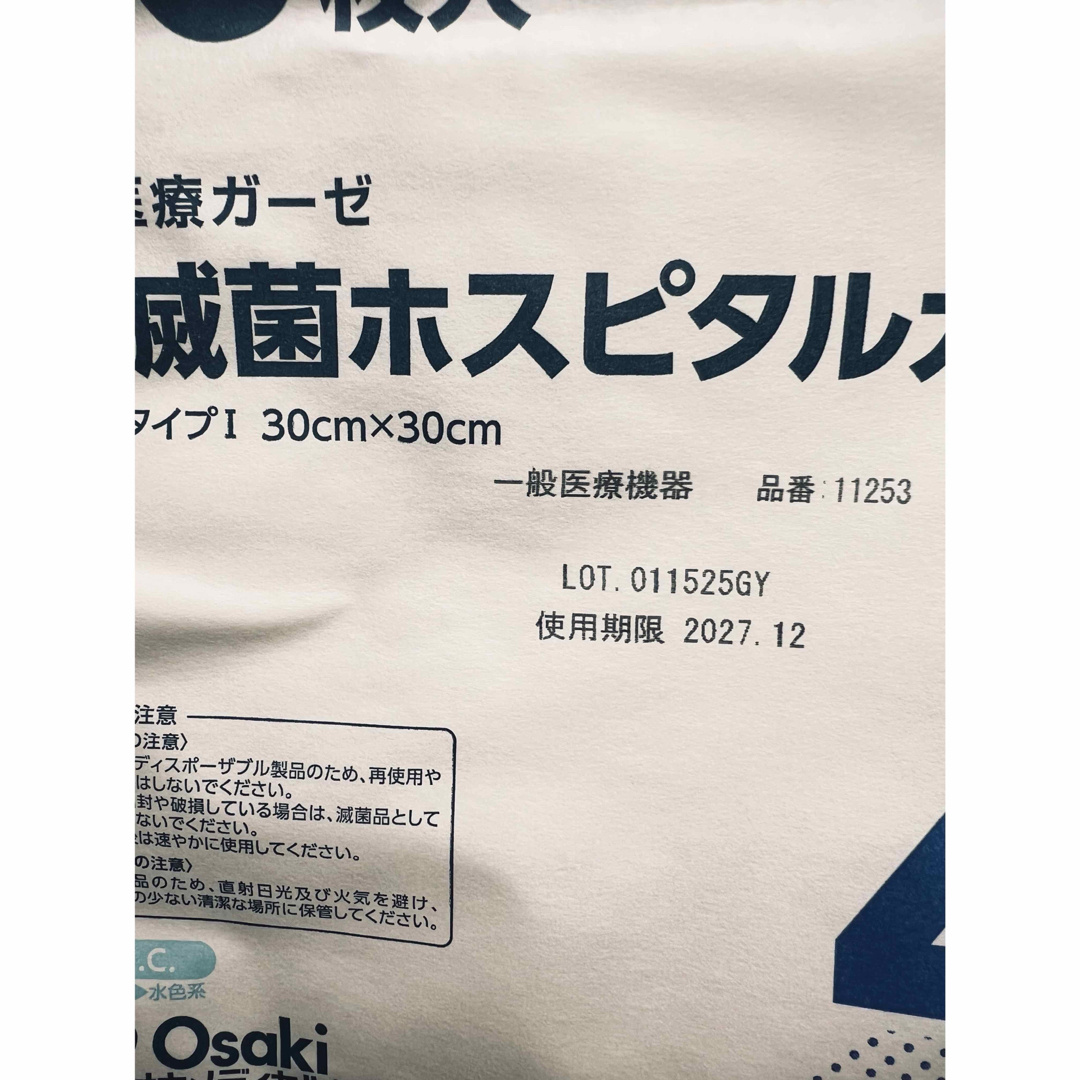 枚入
医療ガーゼ
滅菌ホスピタルガ
タイプⅠ 30cm×30cm
一般医療機器 品番:11253
LOT. 011525GY
使用期限 2027.12
注意
の注意〉
ディスポーザブル製品のため、再使用や
はしないでください。
封や破損している場合は、滅菌品として
ないでください。
は速やかに使用してください。
の注意〉
品のため、直射日光及び火気を避け、
の少ない清潔な場所に保管してください。
.C.
▶水色系
Osaki
4